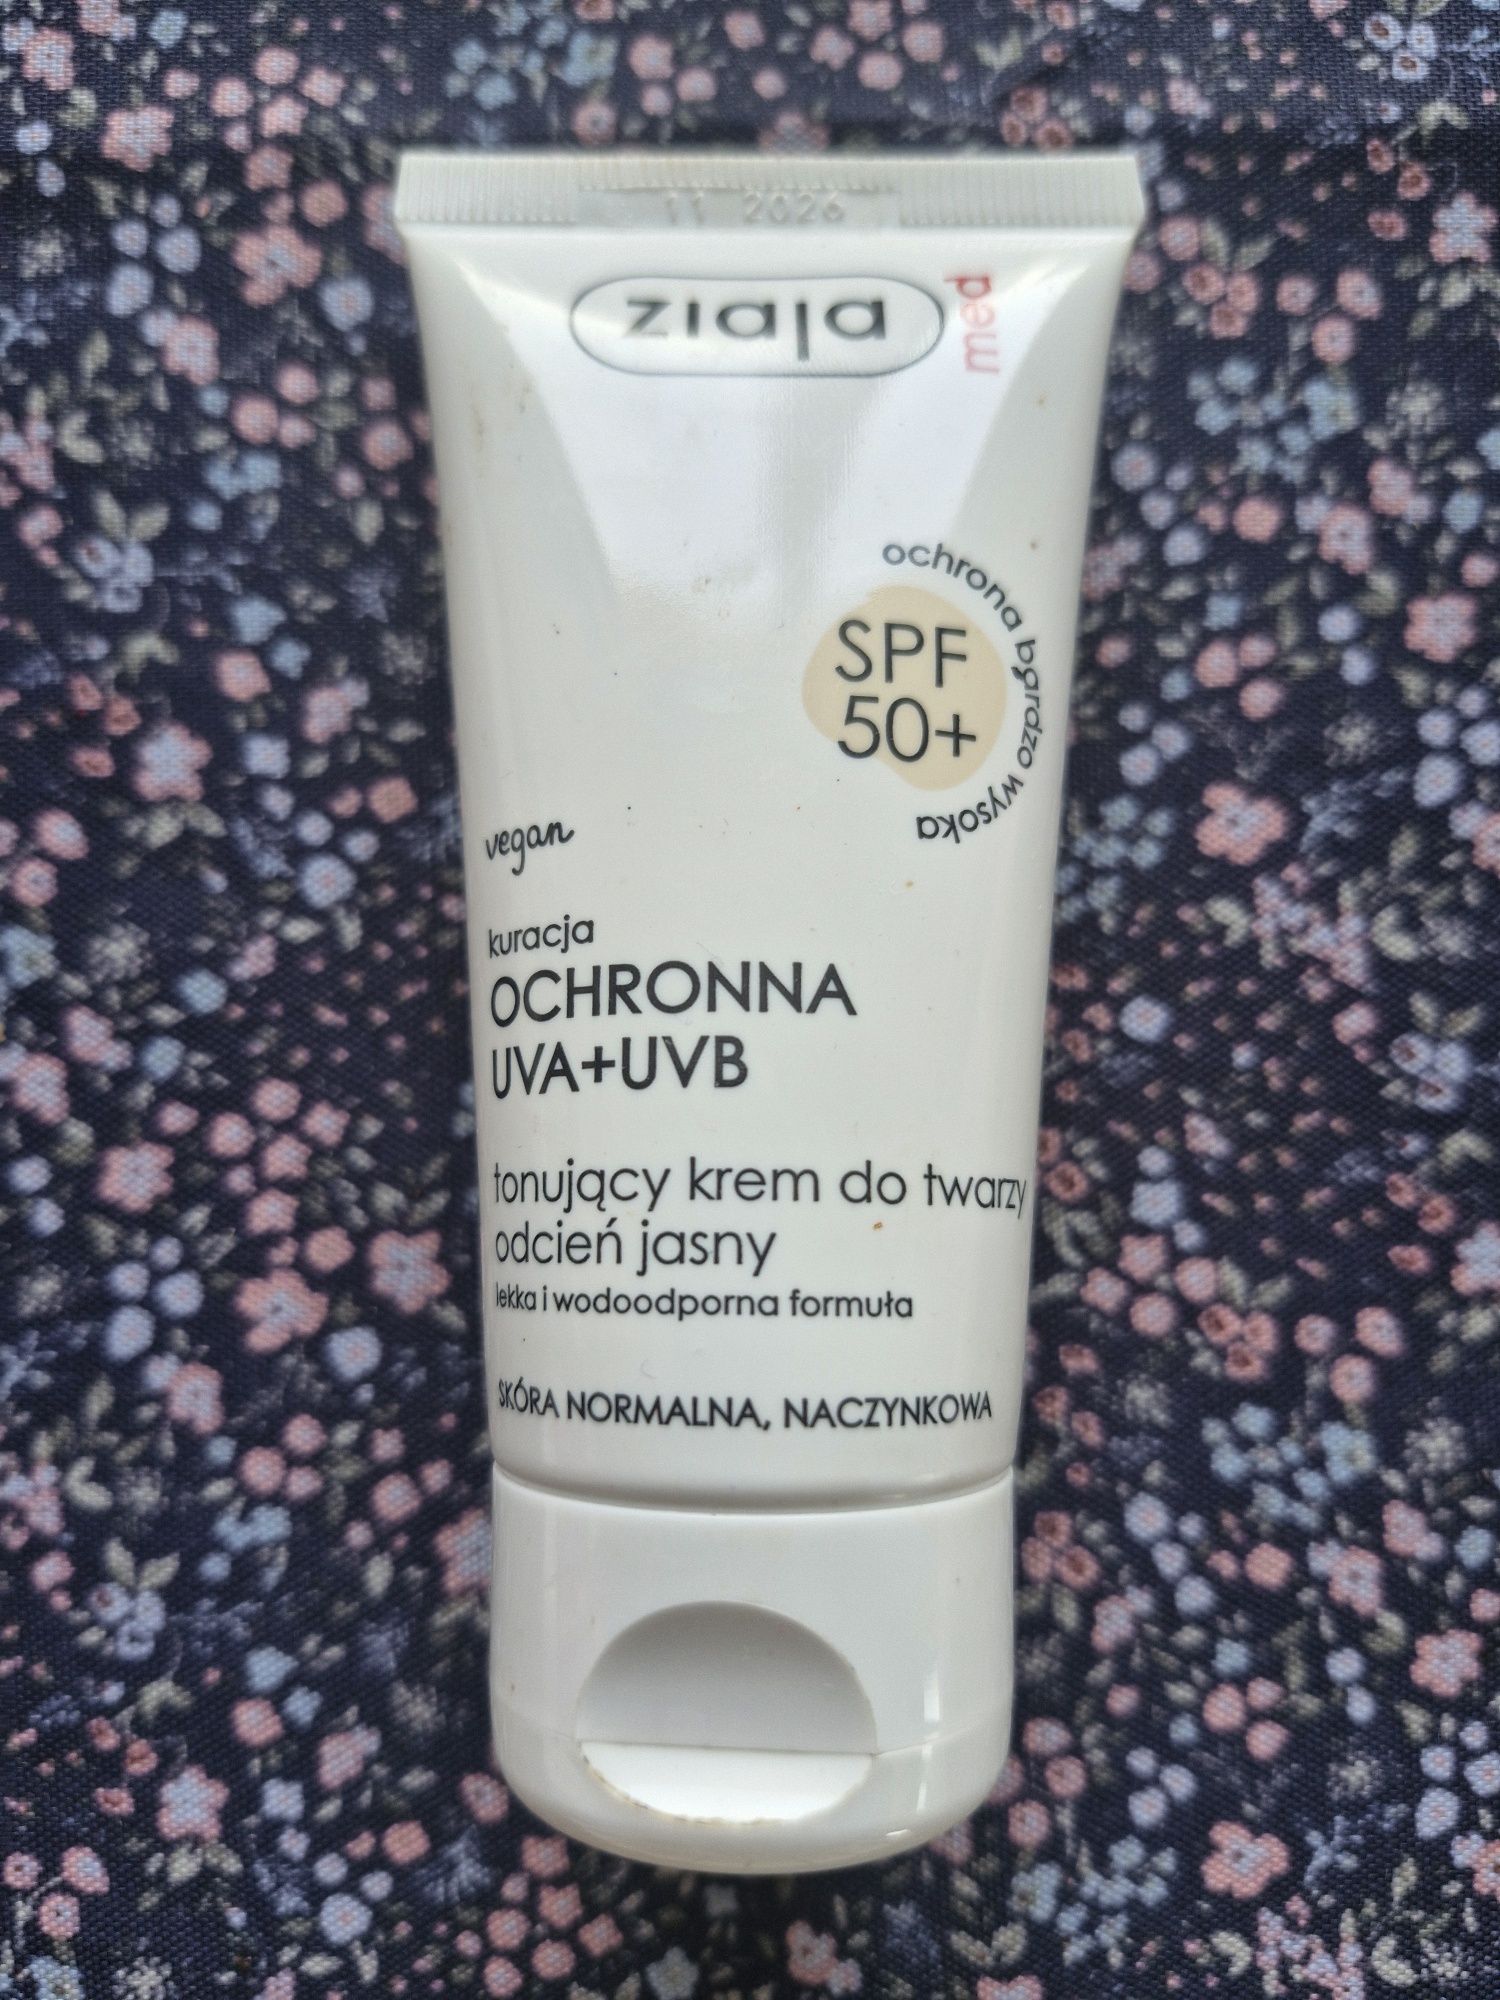 11 2026
ziaja
med
ochrona bardzo wysoka
SPF
50+
vegan
kuracja
OCHRONNA
UVA+UVB
tonujący krem do twarzy
odcień jasny
lekka i wodoodporna formuła
SKÓRA NORMALNA, NACZYNKOWA